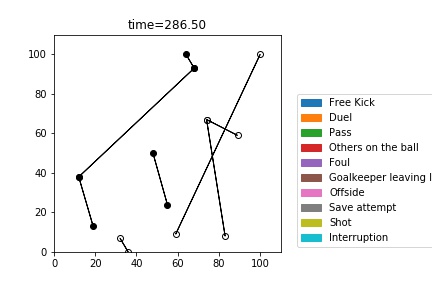 time=286.50
100
80
60
40
20
0
0 20 40 60 80 100
Free Kick
Duel
Pass
Others on the ball
Foul
Goalkeeper leaving l
Offside
Save attempt
Shot
Interruption